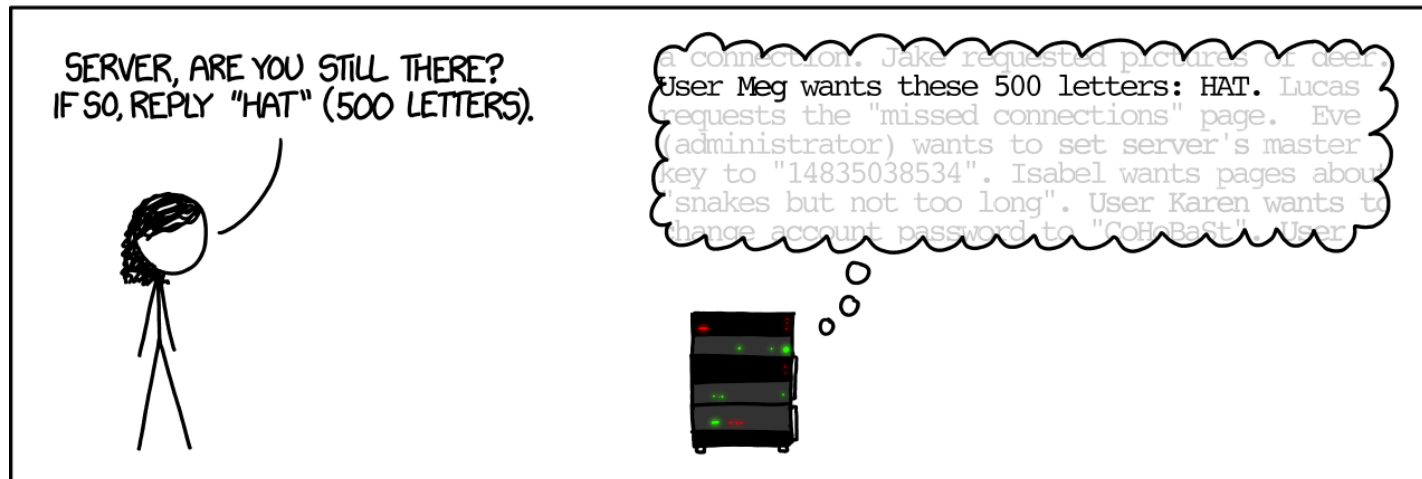 SERVER, ARE YOU STILL THERE?
IF SO, REPLY "HAT" (500 LETTERS).
a connection. Jake requested pictures of deer.
User Meg wants these 500 letters: HAT. Lucas
requests the "missed connections" page. Eve
(administrator) wants to set server's master
key to "14835038534". Isabel wants pages about
"snakes but not too long". User Karen wants to
change account password to "CoHoBaSt". User